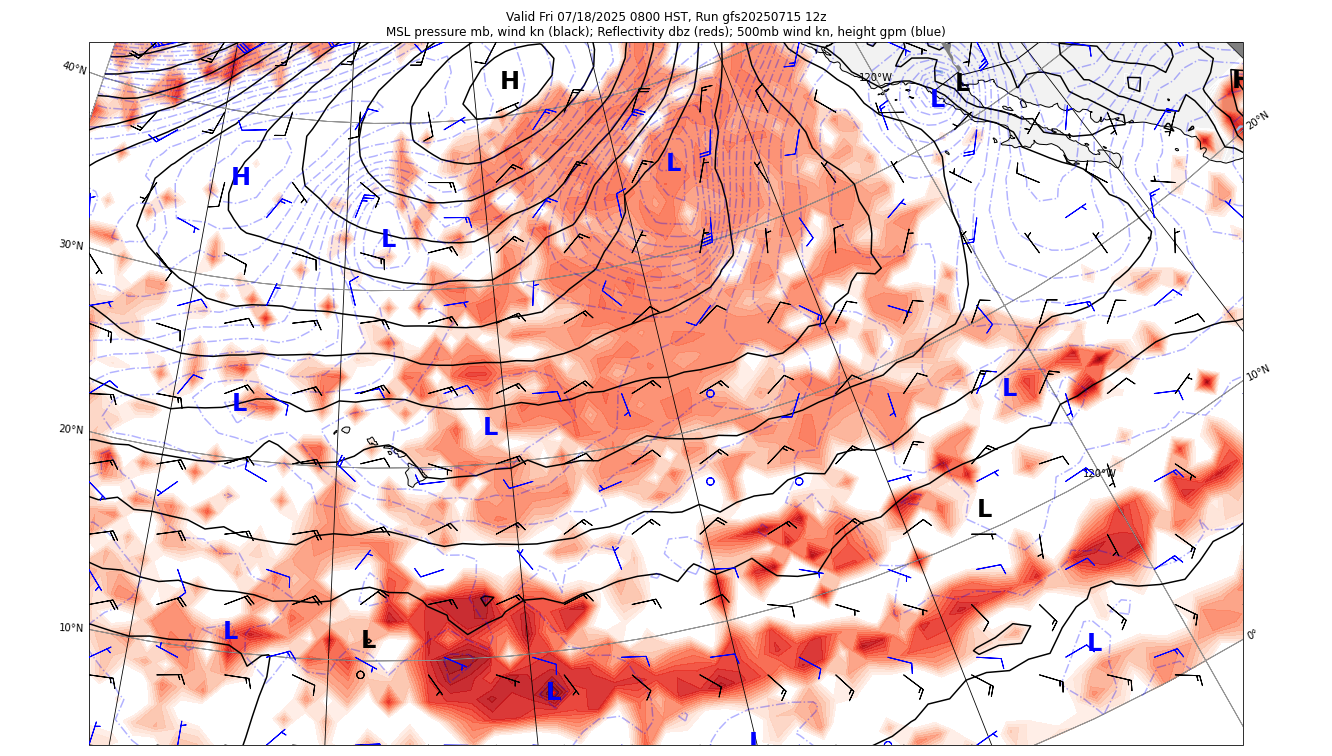 Valid Fri 07/18/2025 0800 HST, Run gfs20250715 12z
MSL pressure mb, wind kn (black); Reflectivity dbz (reds); 500mb wind kn, height gpm (blue)
40°N
120°W
20°N
H
L
L
H
H
L
30°N
L
10°N
L
L
L
20°N
120°W
L
10°N
L
L
L
0°
L
L